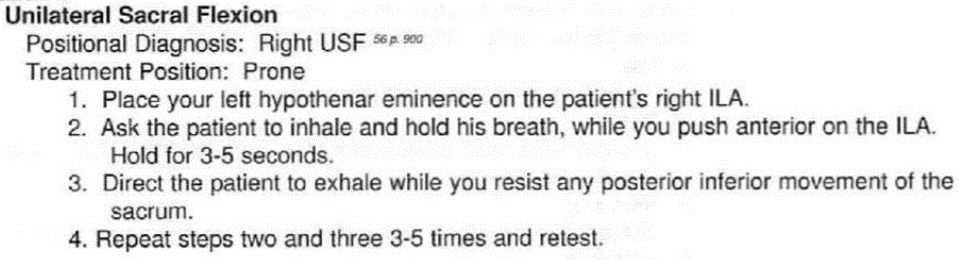 Unilateral Sacral Flexion
Positional Diagnosis: Right USF 56 p. 900
Treatment Position: Prone
1. Place your left hypothenar eminence on the patient's right ILA.
2. Ask the patient to inhale and hold his breath, while you push anterior on the ILA.
Hold for 3-5 seconds.
3. Direct the patient to exhale while you resist any posterior inferior movement of the
sacrum.
4. Repeat steps two and three 3-5 times and retest.